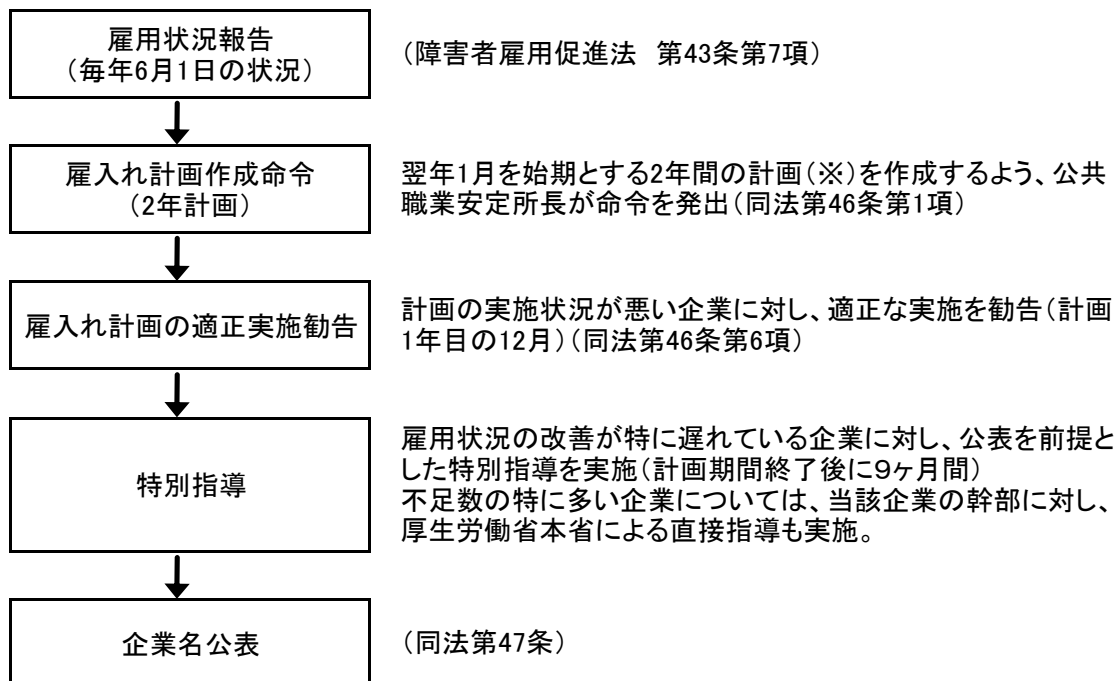 雇用状況報告
（毎年6月1日の状況）
（障害者雇用促進法　第43条第7項）
雇入れ計画作成命令
（2年計画）
翌年1月を始期とする2年間の計画（※）を作成するよう、公共
職業安定所長が命令を発出（同法第46条第1項）
雇入れ計画の適正実施勧告
計画の実施状況が悪い企業に対し、適正な実施を勧告（計画
1年目の12月）（同法第46条第6項）
特別指導
雇用状況の改善が特に遅れている企業に対し、公表を前提と
した特別指導を実施（計画期間終了後に９ヶ月間）
不足数の特に多い企業については、当該企業の幹部に対し、
厚生労働省本省による直接指導も実施。
企業名公表
（同法第47条）